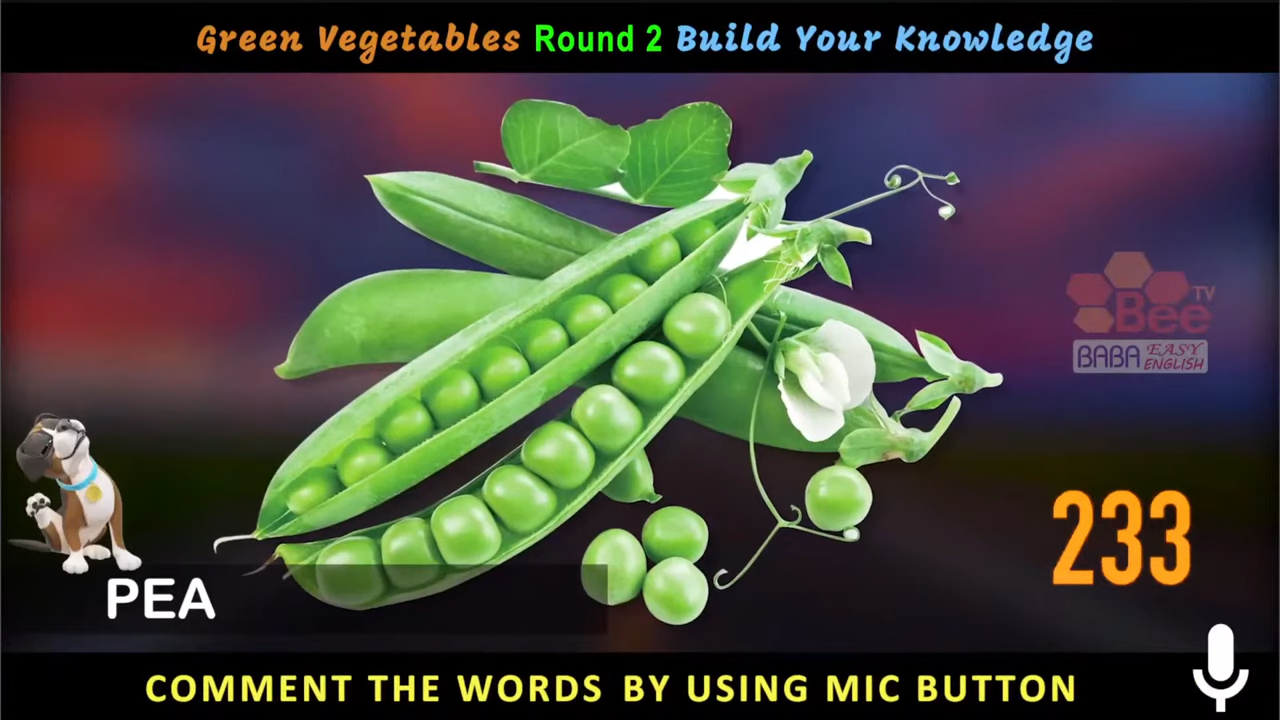 Green Vegetables Round 2 Build Your Knowledge
Bee TV
BABA EASY ENGLISH
233
PEA
COMMENT THE WORDS BY USING MIC BUTTON